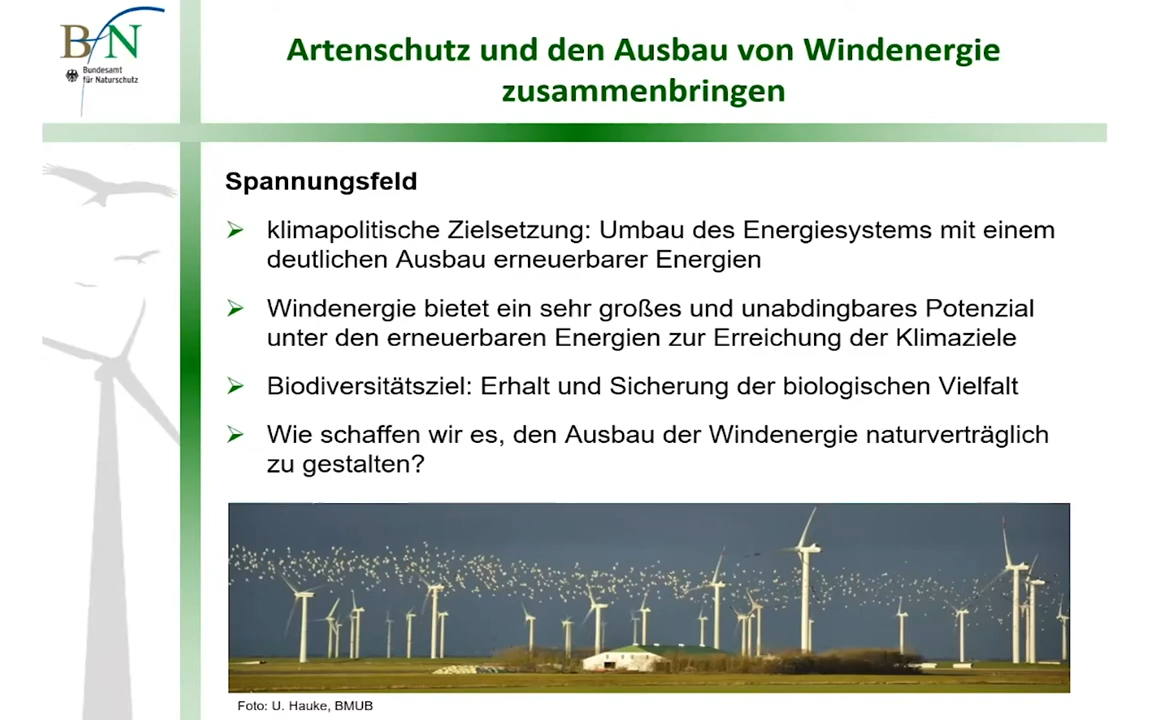 BfN
Bundesamt
für Naturschutz
Artenschutz und den Ausbau von Windenergie
zusammenbringen
Spannungsfeld
klimapolitische Zielsetzung: Umbau des Energiesystems mit einem
deutlichen Ausbau erneuerbarer Energien
Windenergie bietet ein sehr großes und unabdingbares Potenzial
unter den erneuerbaren Energien zur Erreichung der Klimaziele
Biodiversitätsziel: Erhalt und Sicherung der biologischen Vielfalt
Wie schaffen wir es, den Ausbau der Windenergie naturverträglich
zu gestalten?
Foto: U. Hauke, BMUB